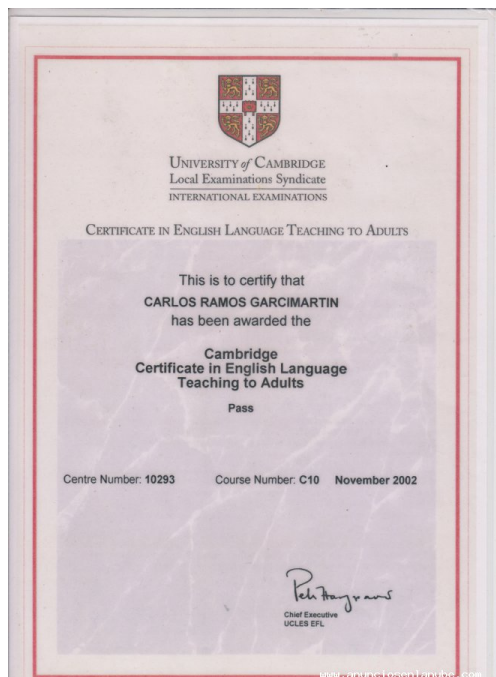 UNIVERSITY of CAMBRIDGE
Local Examinations Syndicate
INTERNATIONAL EXAMINATIONS
CERTIFICATE IN ENGLISH LANGUAGE TEACHING TO ADULTS
This is to certify that
CARLOS RAMOS GARCIMARTIN
has been awarded the
Cambridge
Certificate in English Language
Teaching to Adults
Pass
Centre Number: 10293 Course Number: C10 November 2002
Chief Executive
UCLES EFL